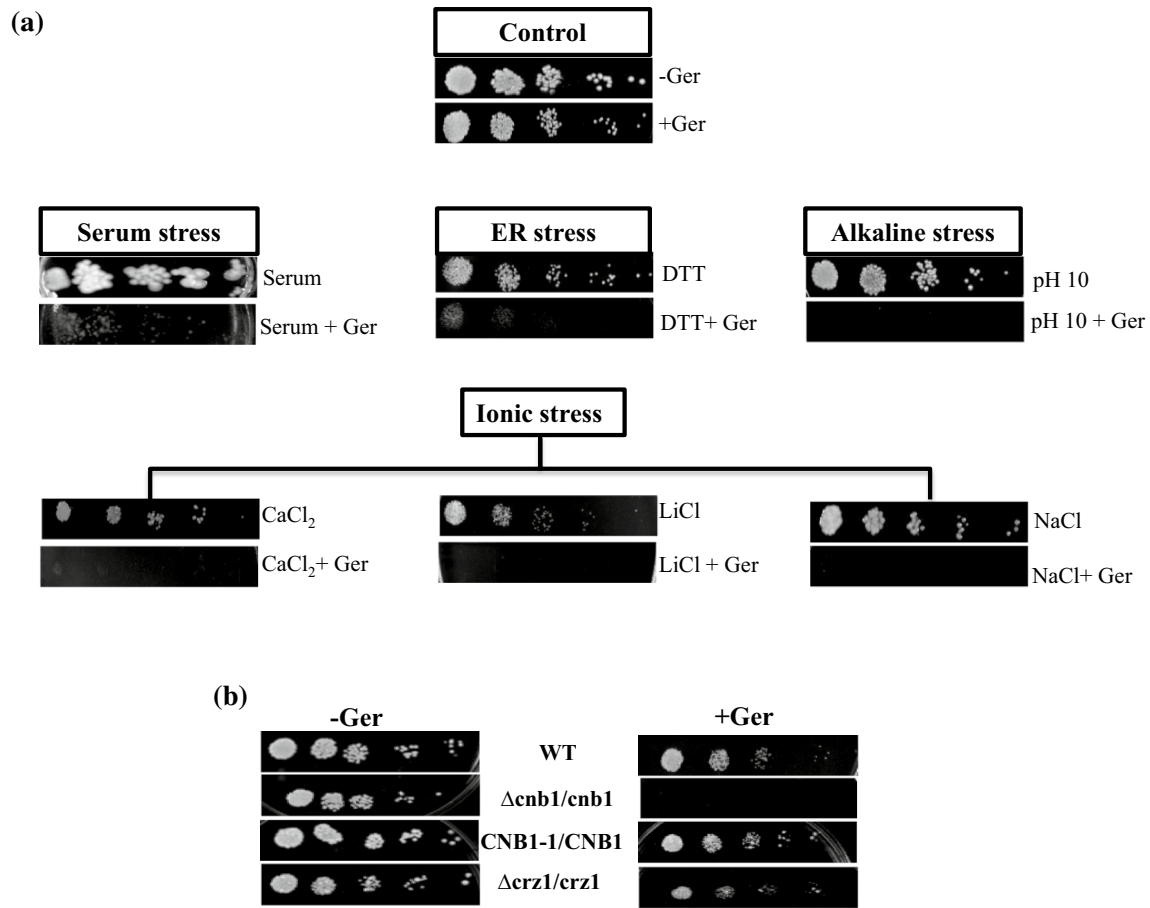 (a)
Control
-Ger
+Ger
Serum stress
ER stress
Alkaline stress
Serum
DTT
pH 10
Serum + Ger
DTT+ Ger
pH 10 + Ger
Ionic stress
CaCl₂
LiCl
NaCl
CaCl₂+ Ger
LiCl + Ger
NaCl+ Ger
(b)
-Ger
+Ger
WT
Δcnb1/cnb1
CNB1-1/CNB1
Δcrz1/crz1